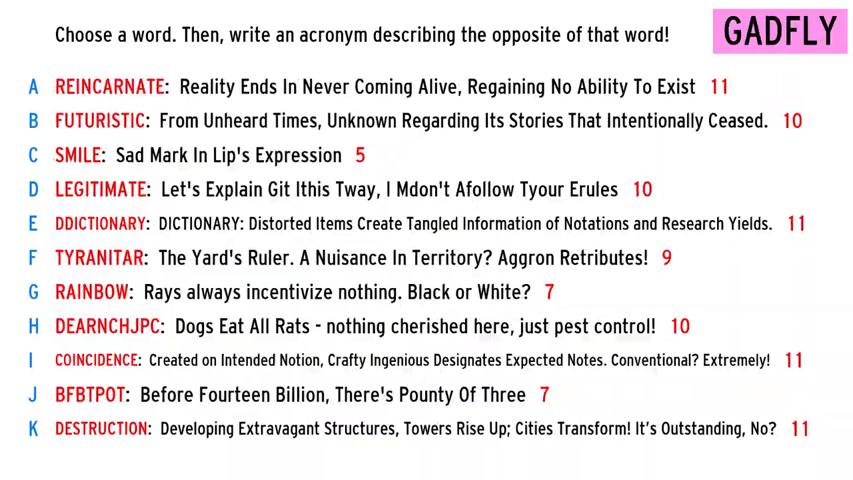 Choose a word. Then, write an acronym describing the opposite of that word!
GADFLY
A REINCARNATE: Reality Ends In Never Coming Alive, Regaining No Ability To Exist 11
B FUTURISTIC: From Unheard Times, Unknown Regarding Its Stories That Intentionally Ceased. 10
C SMILE: Sad Mark In Lip's Expression 5
D LEGITIMATE: Let's Explain Git Ithis Tway, I Mdon't Afollow Tyour Erules 10
E DDICTIONARY: DICTIONARY: Distorted Items Create Tangled Information of Notations and Research Yields. 11
F TYRANITAR: The Yard's Ruler. A Nuisance In Territory? Aggron Retributes! 9
G RAINBOW: Rays always incentivize nothing. Black or White? 7
H DEARNCHJPC: Dogs Eat All Rats - nothing cherished here, just pest control! 10
I COINCIDENCE: Created on Intended Notion, Crafty Ingenious Designates Expected Notes. Conventional? Extremely! 11
J BFBTPOT: Before Fourteen Billion, There's Pounty Of Three 7
K DESTRUCTION: Developing Extravagant Structures, Towers Rise Up; Cities Transform! It's Outstanding, No? 11